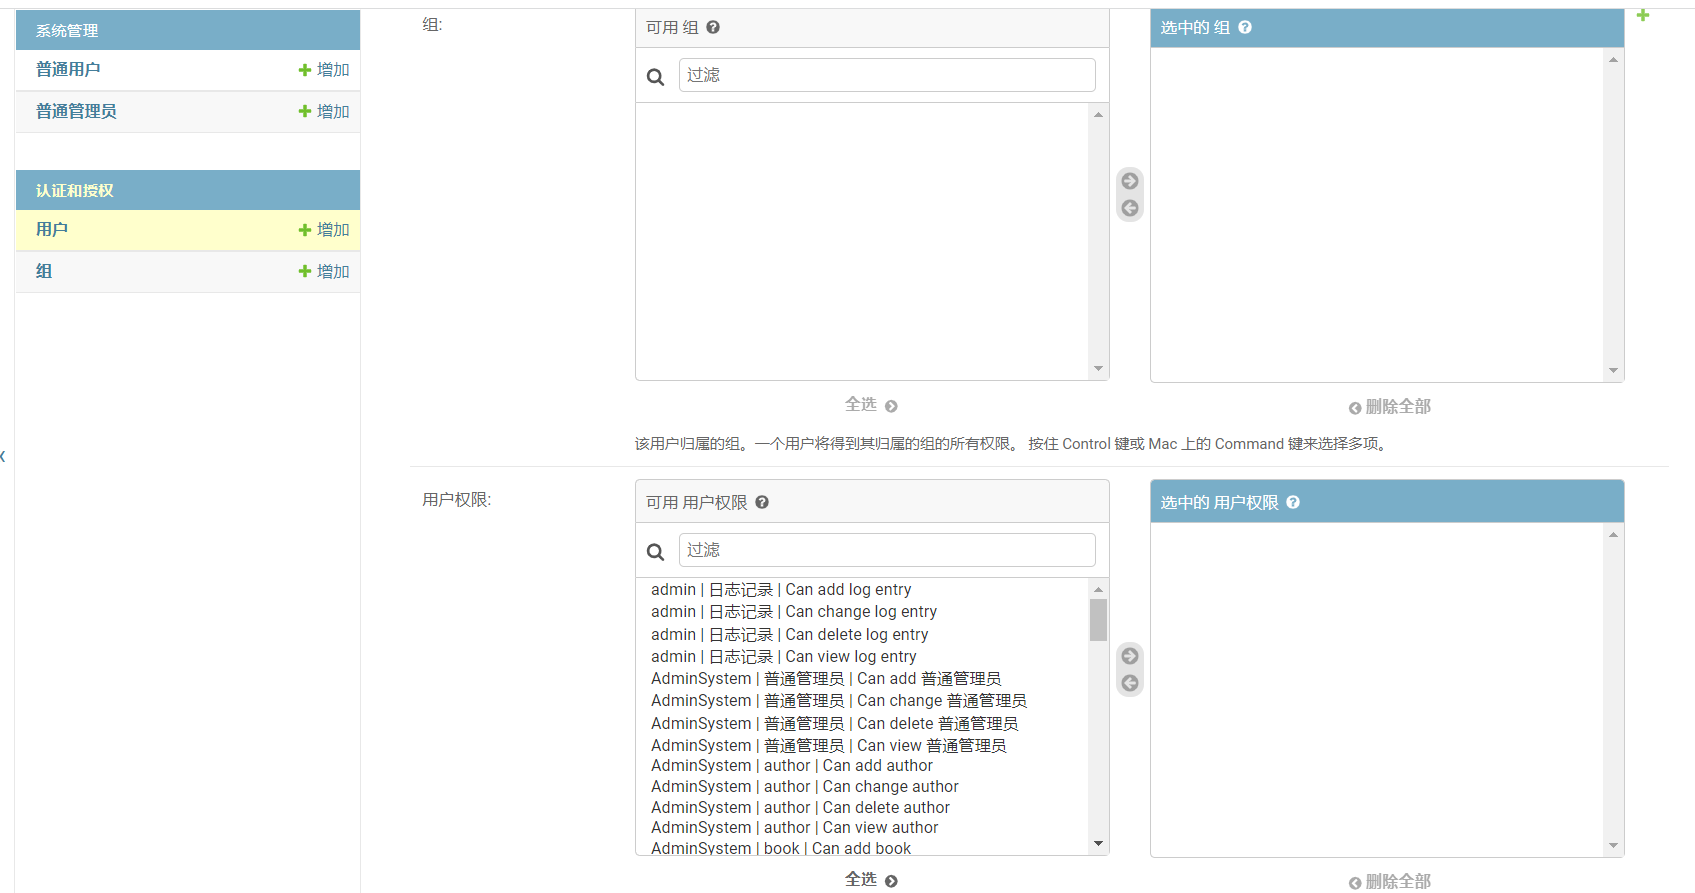 系统管理
普通用户 增加
普通管理员 增加
认证和授权
用户 增加
组 增加
组:
可用 组
过滤
选中的 组
全选
删除全部
该用户归属的组。一个用户将得到其归属的组的所有权限。 按住 Control 键或 Mac 上的 Command 键来选择多项。
用户权限:
可用 用户权限
过滤
admin | 日志记录 | Can add log entry
admin | 日志记录 | Can change log entry
admin | 日志记录 | Can delete log entry
admin | 日志记录 | Can view log entry
AdminSystem | 普通管理员 | Can add 普通管理员
AdminSystem | 普通管理员 | Can change 普通管理员
AdminSystem | 普通管理员 | Can delete 普通管理员
AdminSystem | 普通管理员 | Can view 普通管理员
AdminSystem | author | Can add author
AdminSystem | author | Can change author
AdminSystem | author | Can delete author
AdminSystem | author | Can view author
AdminSystem | book | Can add book
选中的 用户权限
全选
删除全部